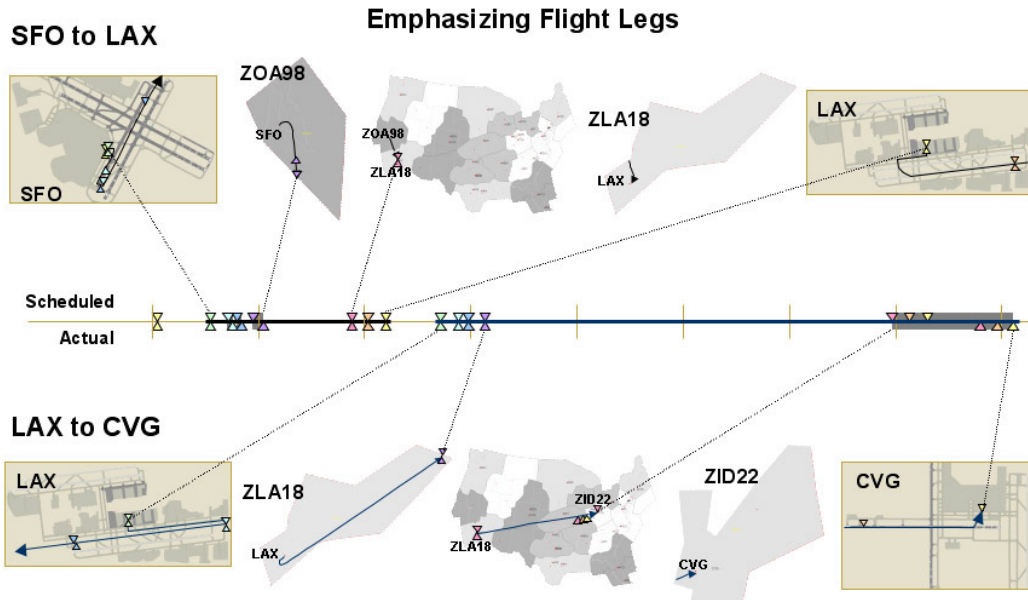 Emphasizing Flight Legs
SFO to LAX
SFO
ZOA98
SFO
ZOA98
ZLA18
ZLA18
LAX
LAX
Scheduled
Actual
LAX to CVG
LAX
ZLA18
LAX
ZID22
ZLA18
ZID22
CVG
CVG